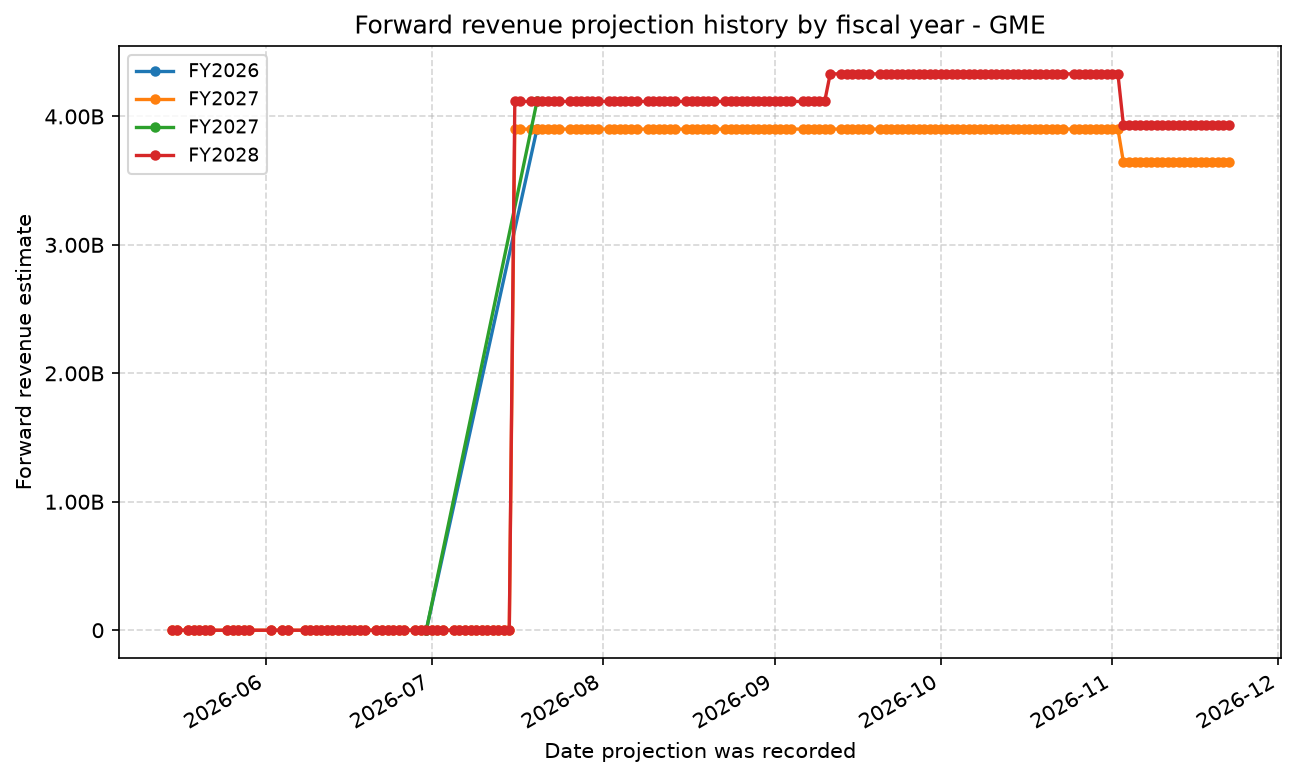 Forward revenue projection history by fiscal year - GME
FY2026
FY2027
FY2027
FY2028
4.00B
3.00B
2.00B
1.00B
0
Forward revenue estimate
2026-06
2026-07
2026-08
2026-09
2026-10
2026-11
2026-12
Date projection was recorded